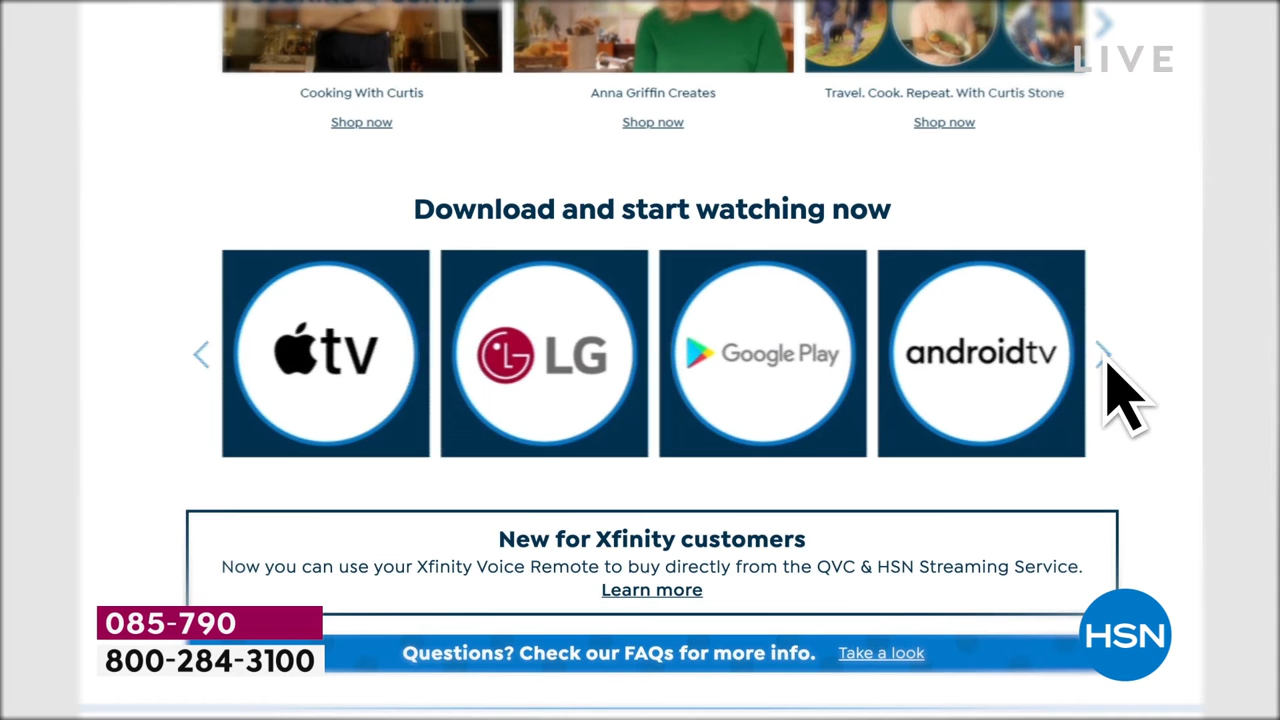 LIVE
Cooking With Curtis
Anna Griffin Creates
Travel. Cook. Repeat. With Curtis Stone
Shop now
Shop now
Shop now
Download and start watching now
tv
LG
Google Play
androidtv
New for Xfinity customers
Now you can use your Xfinity Voice Remote to buy directly from the QVC & HSN Streaming Service.
Learn more
085-790
800-284-3100
Questions? Check our FAQs for more info. Take a look
HSN